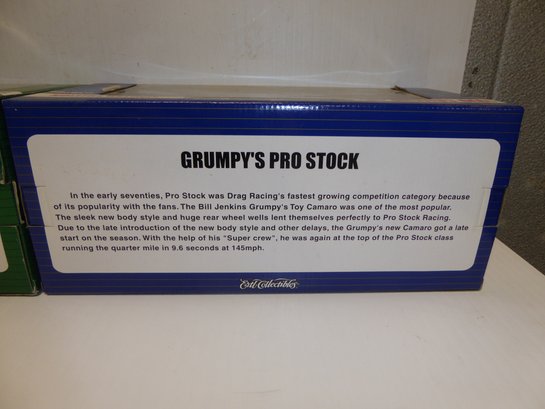 GRUMPY'S PRO STOCK
In the early seventies, Pro Stock was Drag Racing's fastest growing competition category because
of its popularity with the fans. The Bill Jenkins Grumpy's Toy Camaro was one of the most popular.
The sleek new body style and huge rear wheel wells lent themselves perfectly to Pro Stock Racing.
Due to the late introduction of the new body style and other delays, the Grumpy's new Camaro got a late
start on the season. With the help of his "Super crew", he was again at the top of the Pro Stock class
running the quarter mile in 9.6 seconds at 145mph.
Ertl Collectibles